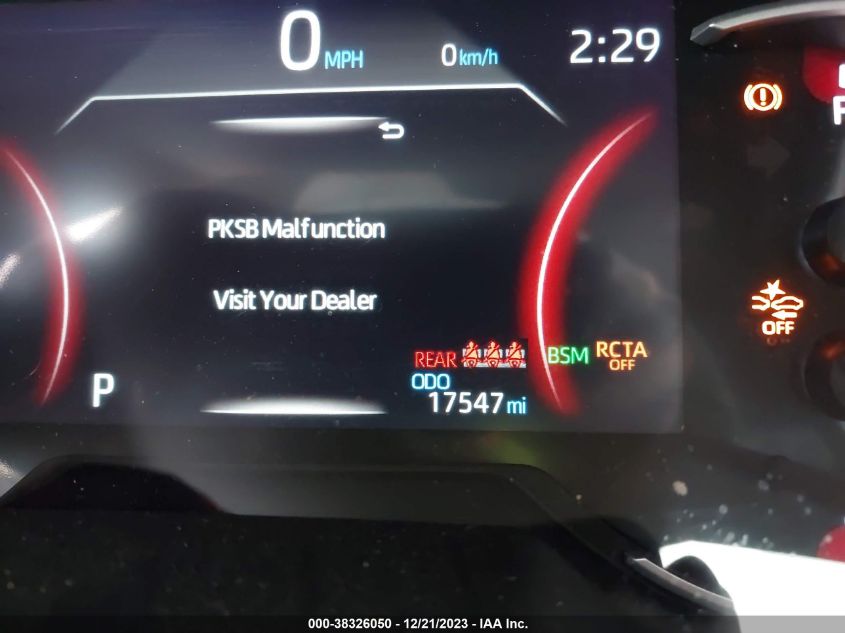 0 MPH 0 km/h 2:29
PKSB Malfunction
Visit Your Dealer
REAR BSM RCTA
OFF
OFF
ODO
P 17547 mi
000-38326050 - 12/21/2023 - IAA Inc.